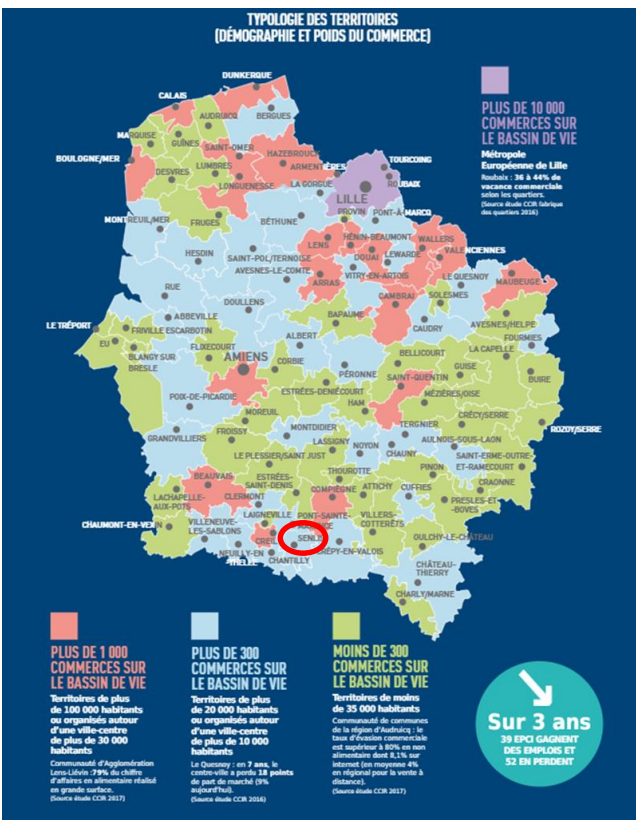 TYPOLOGIE DES TERRITOIRES
(DÉMOGRAPHIE ET POIDS DU COMMERCE)
DUNKERQUE
CALAIS
AUDRUICQ
BERGUES
MARQUISE
GUÎNES
SAINT-OMER
HAZEBROUCK
BOULOGNE/MER
LUMBRES
ARMENTIÈRES
TOURCOING
DESVRES
LONGUENESSE
LA GORGUE
ROUBAIX
LILLE
MONTREUIL/MER
FRUGES
BÉTHUNE
PROVIN
PONT-À-MARCQ
HESDIN
LENS
HÉNIN-BEAUMONT
WALLERS
SAINT-POL/TERNOISE
DOUAI
LEWARDE
VALENCIENNES
AVESNES-LE-COMTE
VITRY-EN-ARTOIS
RUE
ARRAS
LE QUESNOY
MAUBEUGE
DOULLENS
CAMBRAI
SOLESMES
ABBEVILLE
BAPAUME
LE TRÉPORT
FRIVILLE ESCARBOTIN
CAUDRY
AVESNES/HELPE
EU
FLIXECOURT
ALBERT
FOURMIES
BLANGY SUR
BRESLE
AMIENS
CORBIE
BELLICOURT
LA CAPELLE
PÉRONNE
GUISE
SAINT-QUENTIN
BUIRE
POIX-DE-PICARDIE
ESTRÉES-DENIÉCOURT
MÉZIÈRES/OISE
HAM
MOREUIL
CRÉCY/SERRE
GRANDVILLIERS
FROISSY
MONTDIDIER
TERGNIER
ROZOY/SERRE
LASSIGNY
AULNOIS-SOUS-LAON
NOYON
CHAUNY
LE PLESSIER/SAINT JUST
SAINT-ERME-OUTRE-
ET-RAMECOURT
THOUROTTE
PINON
BEAUVAIS
ESTRÉES-
SAINT-DENIS
CRAONNE
COMPIÈGNE
ATTICHY
CUFFIES
LACHAPELLE-
AUX-POTS
CLERMONT
PRESLES-ET
-BOVES
LAIGNEVILLE
PONT-SAINTE-
VILLERS-
COTTERÊTS
CHAUMONT-EN-VEXIN
VILLENEUVE-
LES-SABLONS
CREIL
SENLIS
OULCHY-LE-CHÂTEAU
NEUILLY-EN
-THELLE
CHANTILLY
CRÉPY-EN-VALOIS
CHÂTEAU-
THIERRY
CHARLY/MARNE
PLUS DE 10 000
COMMERCES SUR
LE BASSIN DE VIE
Métropole
Européenne de Lille
Roubaix : 36 à 44% de
vacance commerciale
selon les quartiers.
(Source étude CCIR fabrique
des quartiers 2016)
PLUS DE 1 000
COMMERCES SUR
LE BASSIN DE VIE
Territoires de plus
de 100 000 habitants
ou organisés autour
d'une ville-centre
de plus de 30 000
habitants
Communauté d'Agglomération
Lens-Liévin :79% du chiffre
d'affaires en alimentaire réalisé
en grande surface.
(Source étude CCIR 2017)
PLUS DE 300
COMMERCES SUR
LE BASSIN DE VIE
Territoires de plus
de 20 000 habitants
ou organisés autour
d'une ville-centre
de plus de 10 000
habitants
Le Quesnoy : en 7 ans, le
centre-ville a perdu 18 points
de part de marché (9%
aujourd'hui).
(Source étude CCIR 2016)
MOINS DE 300
COMMERCES SUR
LE BASSIN DE VIE
Territoires de moins
de 35 000 habitants
Communauté de communes
de la région d'Audruicq : le
taux d'évasion commerciale
est supérieur à 80% en non
alimentaire dont 8,1% sur
internet (en moyenne 4%
en régional pour la vente à
distance).
(Source étude CCIR 2017)
Sur 3 ans
39 EPCI GAGNENT
DES EMPLOIS ET
52 EN PERDENT